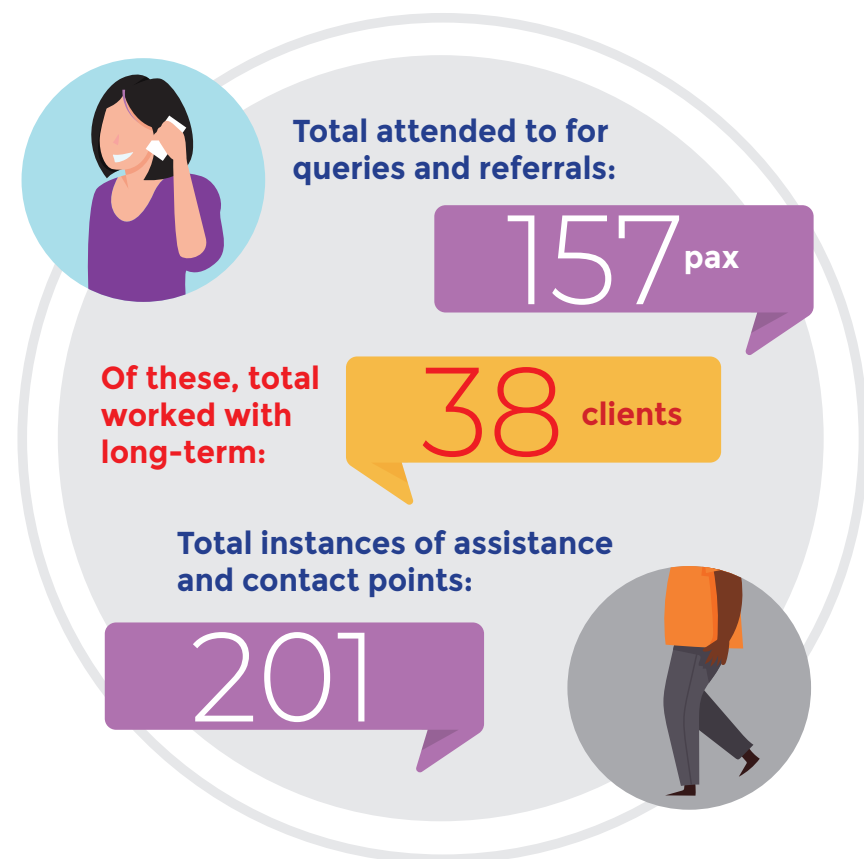 Total attended to for
queries and referrals:
157 pax
Of these, total
worked with
long-term:
38 clients
Total instances of assistance
and contact points:
201